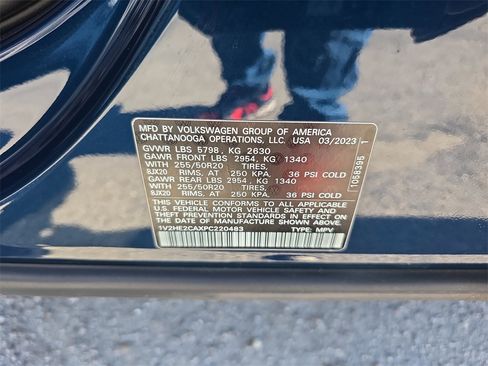 MFD BY VOLKSWAGEN GROUP OF AMERICA
CHATTANOOGA OPERATIONS, LLC. USA 03/2023
GVWR LBS 5798, KG 2630
GAWR FRONT LBS 2954, KG 1340
WITH 255/50R20 TIRES,
8JX20 RIMS, AT 250 KPA, 36 PSI COLD
GAWR REAR LBS 2954, KG 1340
WITH 255/50R20 TIRES,
8JX20 RIMS, AT 250 KPA, 36 PSI COLD
THIS VEHICLE CONFORMS TO ALL APPLICABLE
U.S. FEDERAL MOTOR VEHICLE SAFETY AND
THEFT PREVENTION STANDARDS IN EFFECT ON THE
DATE OF MANUFACTURE SHOWN ABOVE.
1V2HE2CAXPC220483 TYPE: MPV
1058395 1